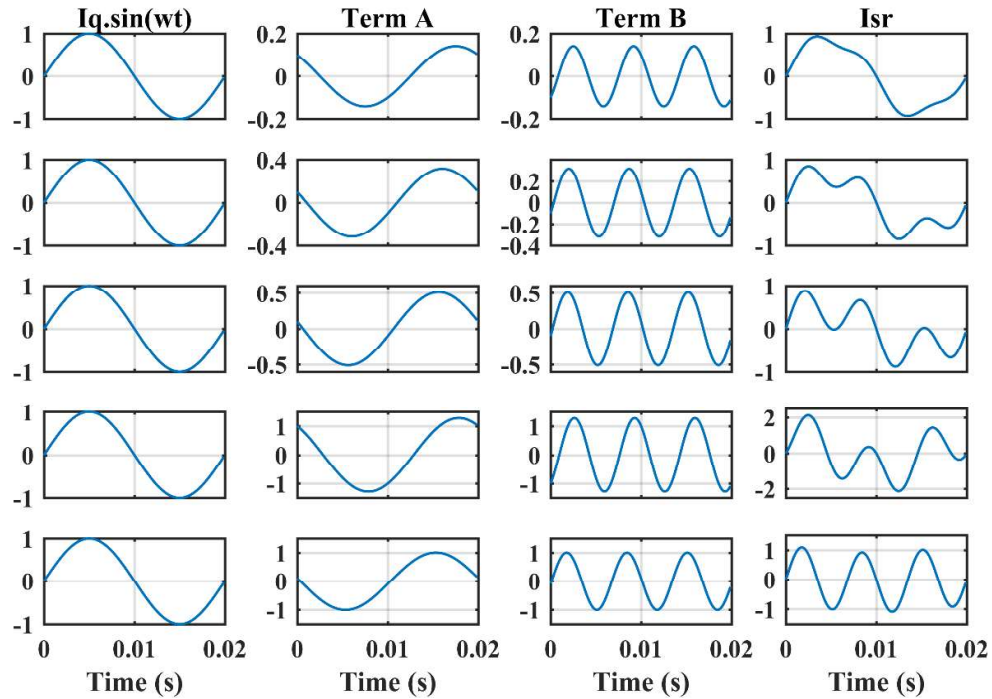 Iq.sin(wt) Term A Term B Isr
1 0.2 0.2 1
0 0 0 0
-1 -0.2 -0.2 -1
1 0.4 1
0.2
0 0 0 0
-0.2
-1 -0.4 -0.4 -1
1 0.5 0.5 1
0 0 0 0
-1 -0.5 -0.5 -1
1 1 1 2
0 0 0 0
-1 -1 -1 -2
1 1 1 1
0 0 0 0
-1 -1 -1 -1
0 0.01 0.02 0 0.01 0.02 0 0.01 0.02 0 0.01 0.02
Time (s) Time (s) Time (s) Time (s)